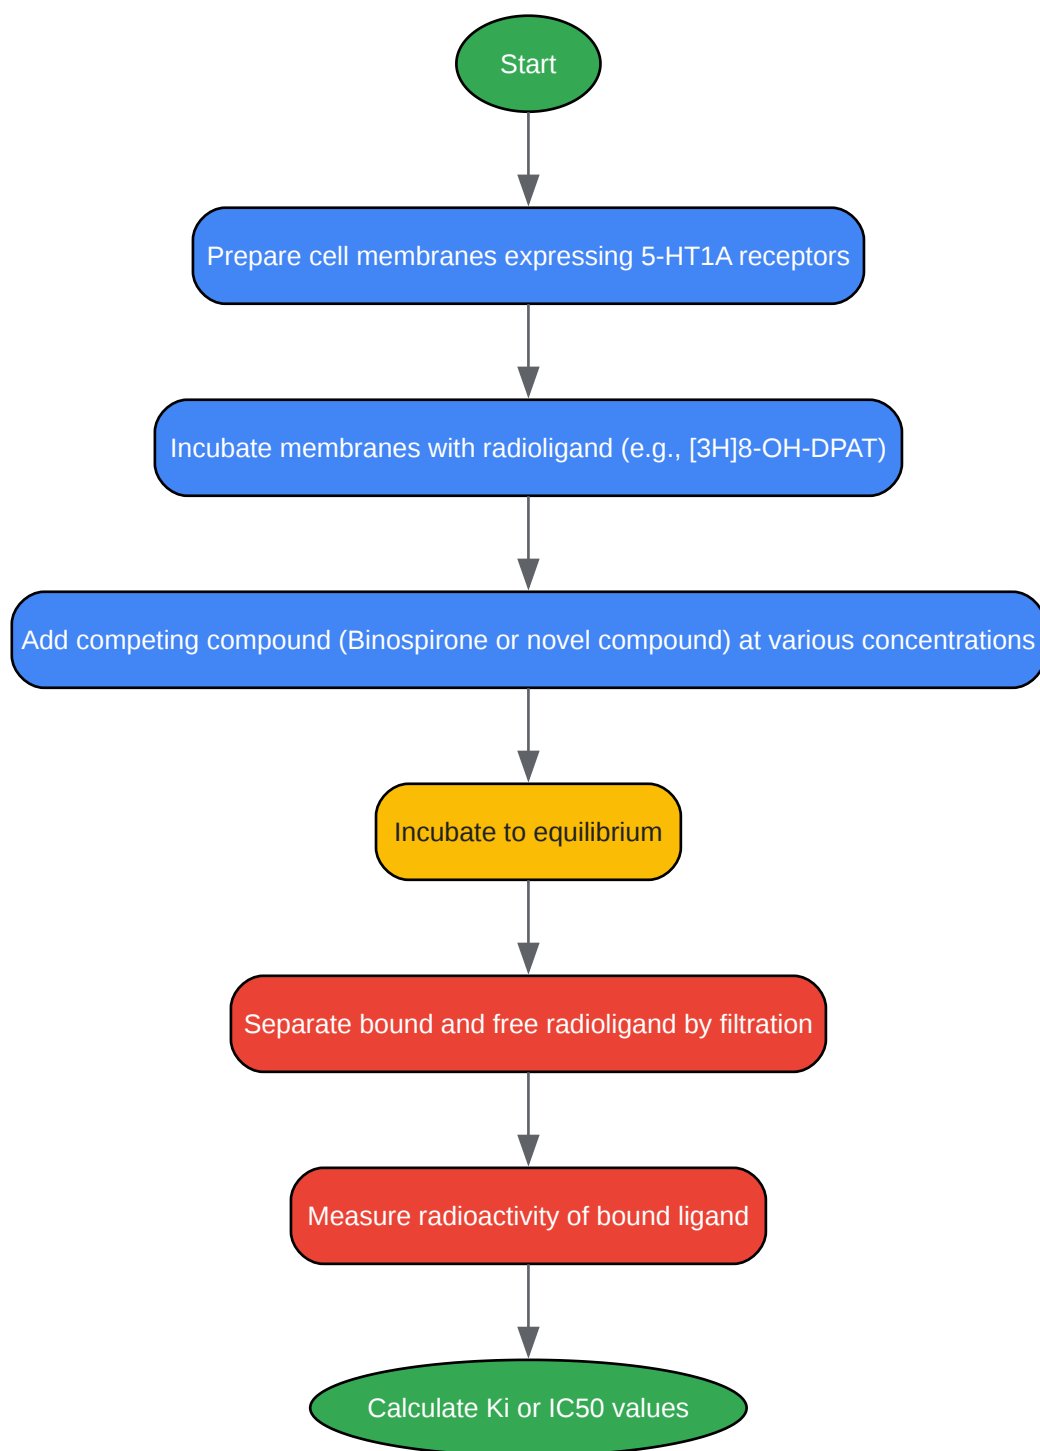 Start
Prepare cell membranes expressing 5-HT1A receptors
Incubate membranes with radioligand (e.g., [3H]8-OH-DPAT)
Add competing compound (Binospirone or novel compound) at various concentrations
Incubate to equilibrium
Separate bound and free radioligand by filtration
Measure radioactivity of bound ligand
Calculate Ki or IC50 values